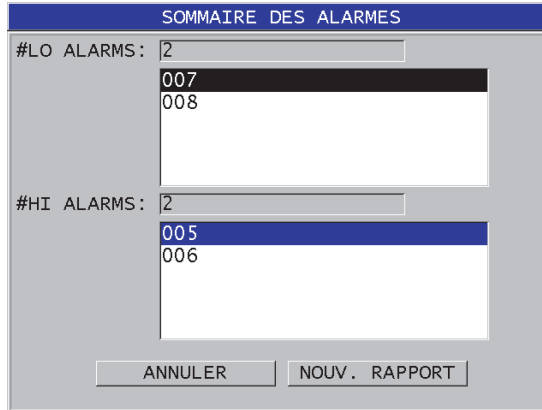 SOMMAIRE DES ALARMES
#LO ALARMS: 2
007
008
#HI ALARMS: 2
005
006
ANNULER NOUV. RAPPORT